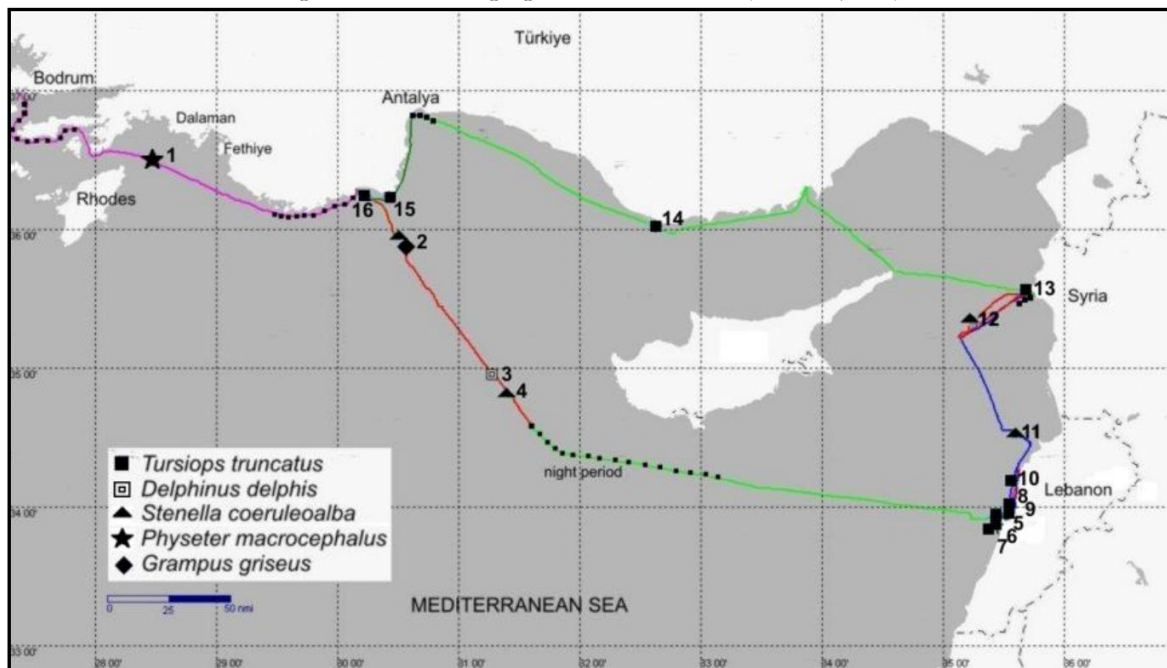 Türkiye
Bodrum
37 00'
Antalya
Dalaman
Fethiye
1
Rhodes
16
15
14
36 00'
2
13
Syria
12
35 00'
3
4
11
Tursiops truncatus
Delphinus delphis
Stenella coeruleoalba
Physeter macrocephalus
Grampus griseus
night period
10
Lebanon
8
9
34 00'
5
6
7
0
25
50 nmi
MEDITERRANEAN SEA
33 00'
28 00'
29 00'
30 00'
31 00'
32 00'
33 00'
34 00'
35 00'
36 00'